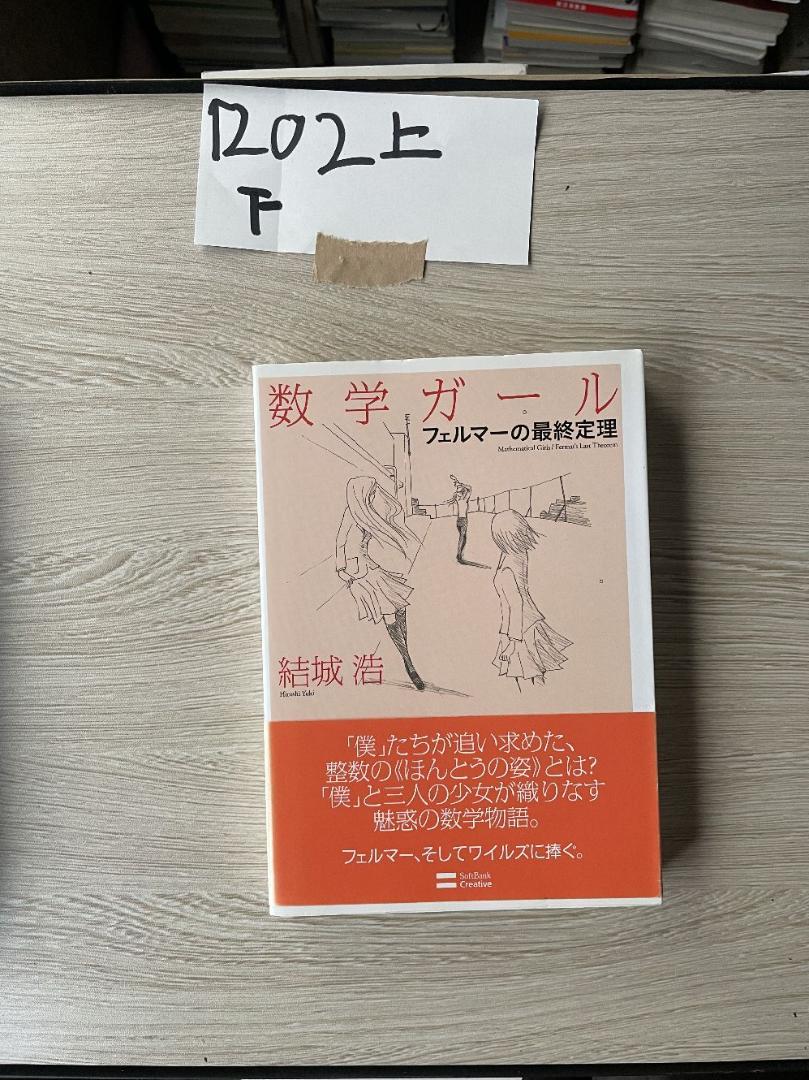 口202上
下
数学ガール
フェルマーの最終定理
Mathematical Girls / Fermat's Last Theorem
結城 浩
Hiroshi Yuki
「僕」たちが追い求めた、
整数の《ほんとうの姿》とは?
「僕」と三人の少女が織りなす
魅惑の数学物語。
フェルマー、そしてワイルズに捧ぐ。
SoftBank
Creative